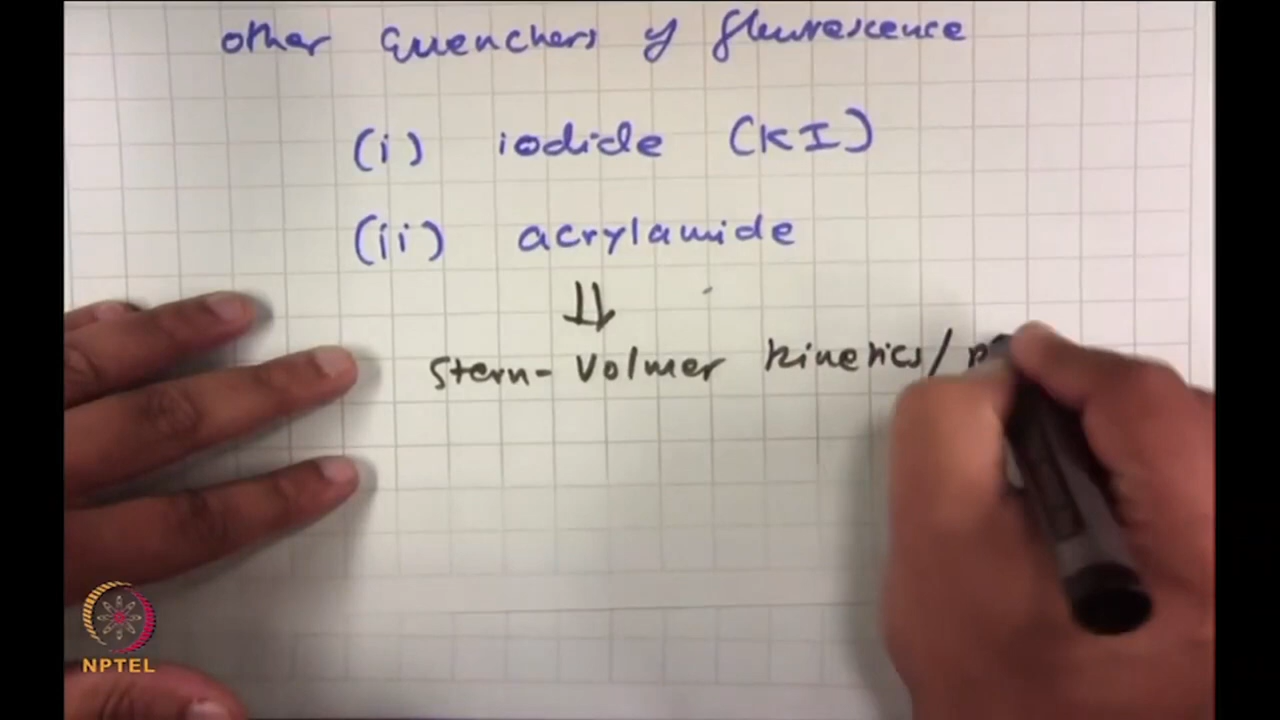 other quenchers of fluorescence
(i) iodide (KI)
(ii) acrylamide
Stern-Volmer kinetics/
NPTEL